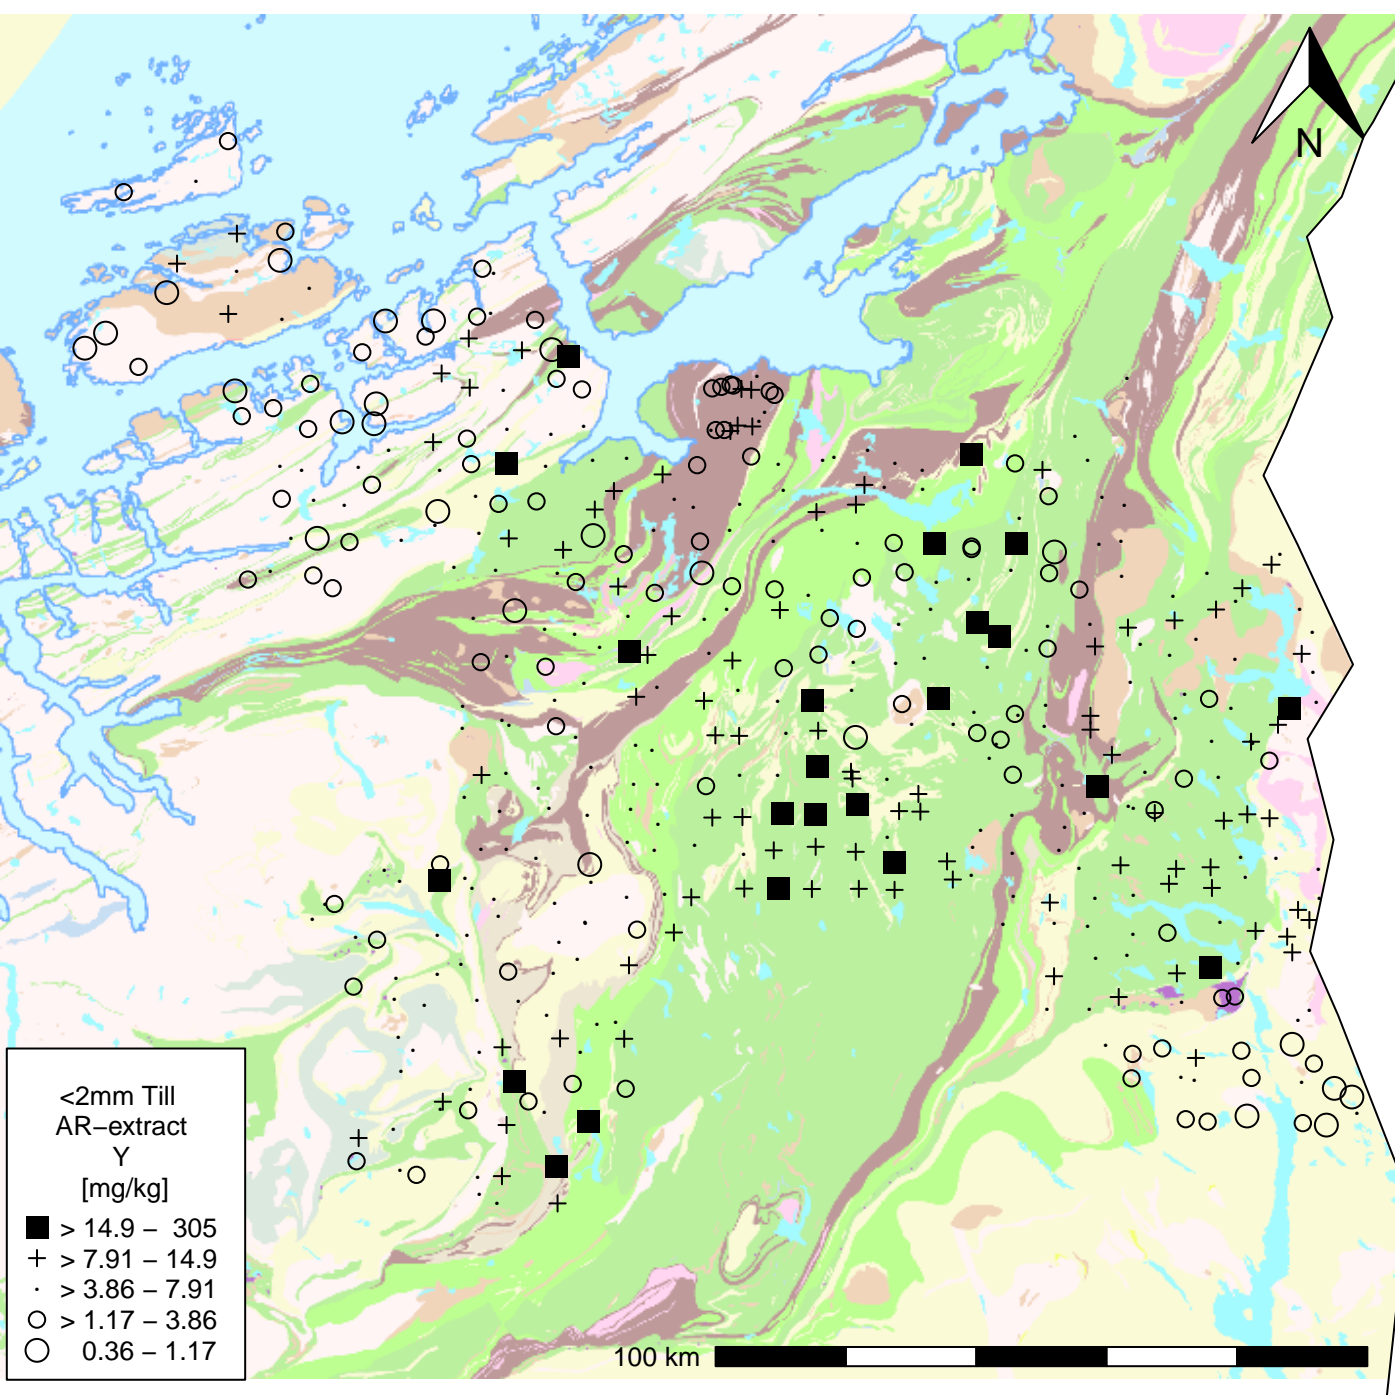 N
<2mm Till
AR−extract
Y
[mg/kg]
> 14.9 − 305
> 7.91 − 14.9
> 3.86 − 7.91
> 1.17 − 3.86
0.36 − 1.17
100 km